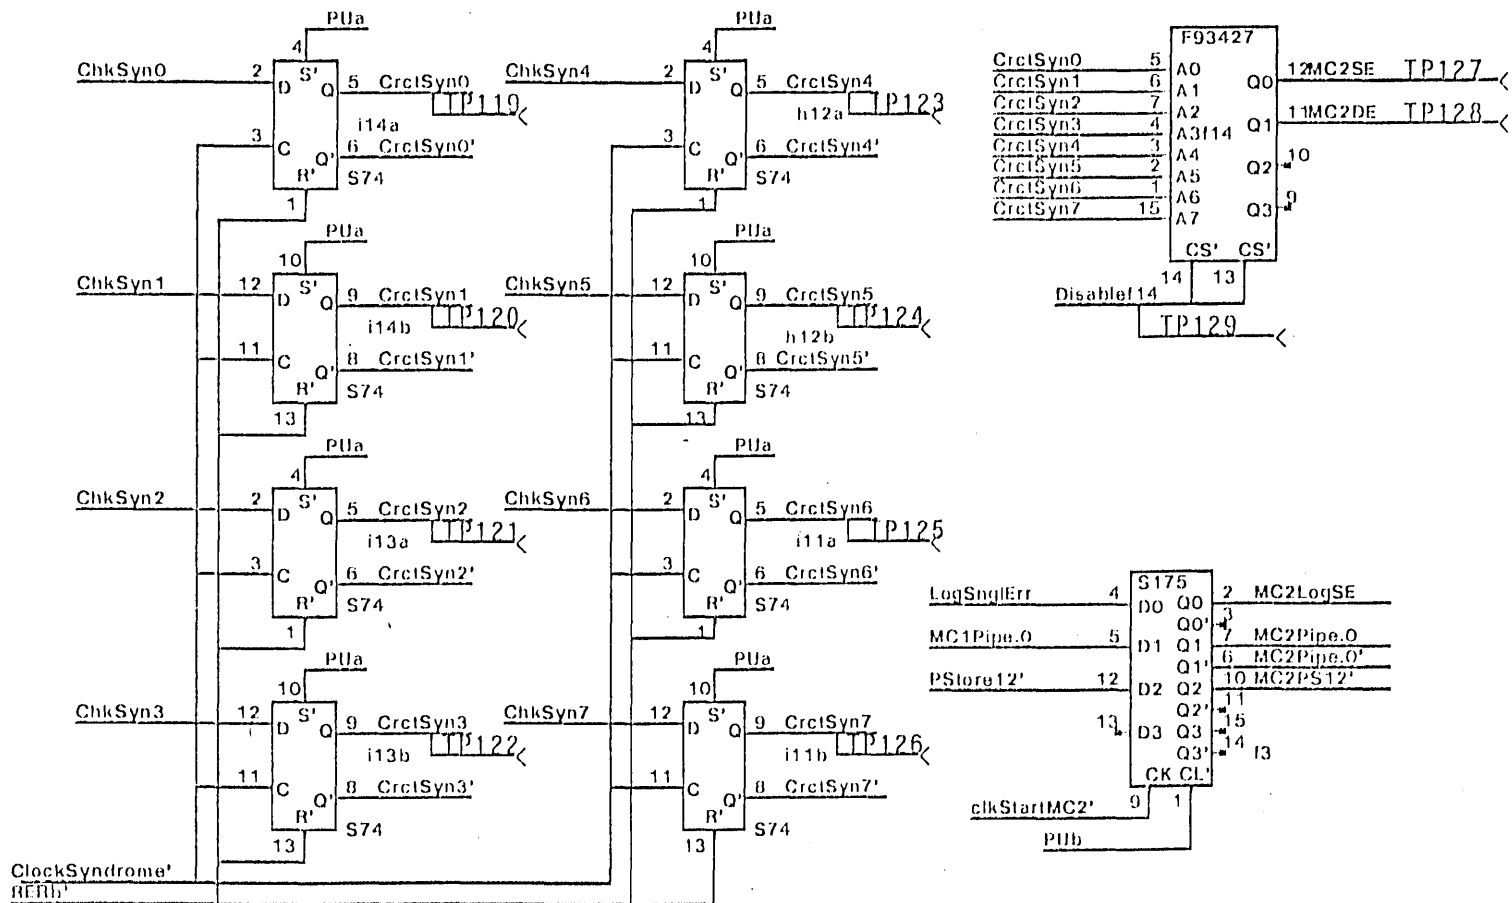 PUa
4
S'
ChkSyn0 2 D Q 5 CrctSyn0
TP119
i14a
3 C Q' 6 CrctSyn0'
R' S74
1
PUa
10
S'
ChkSyn1 12 D Q 9 CrctSyn1
TP120
i14b
11 C Q' 8 CrctSyn1'
R' S74
13
PUa
4
S'
ChkSyn2 2 D Q 5 CrctSyn2
TP121
i13a
3 C Q' 6 CrctSyn2'
R' S74
1
PUa
10
S'
ChkSyn3 12 D Q 9 CrctSyn3
TP122
i13b
11 C Q' 8 CrctSyn3'
R' S74
13
ClockSyndrome'
PUa
4
S'
ChkSyn4 2 D Q 5 CrctSyn4
TP123
h12a
3 C Q' 6 CrctSyn4'
R' S74
1
PUa
10
S'
ChkSyn5 12 D Q 9 CrctSyn5
TP124
h12b
11 C Q' 8 CrctSyn5'
R' S74
13
PUa
4
S'
ChkSyn6 2 D Q 5 CrctSyn6
TP125
i11a
3 C Q' 6 CrctSyn6'
R' S74
1
PUa
10
S'
ChkSyn7 12 D Q 9 CrctSyn7
TP126
i11b
11 C Q' 8 CrctSyn7'
R' S74
13
F93427
CrctSyn0 5 A0
CrctSyn1 6 A1
CrctSyn2 7 A2
CrctSyn3 4 A3 f14
CrctSyn4 3 A4
CrctSyn5 2 A5
CrctSyn6 1 A6
CrctSyn7 15 A7
Q0 12 MC2SE TP127
Q1 11 MC2DE TP128
Q2 10
Q3 9
CS' CS'
14 13
Disablef14
TP129
S175
LogSnglErr 4 D0 Q0 2 MC2LogSE
Q0' 3
MC1Pipe.0 5 D1 Q1 7 MC2Pipe.0
Q1' 6 MC2Pipe.0'
PStore12' 12 D2 Q2 10 MC2PS12'
Q2' 11
13 D3 Q3 15
Q3' 14 f3
CK CL'
9 1
clkStartMC2'
PUb